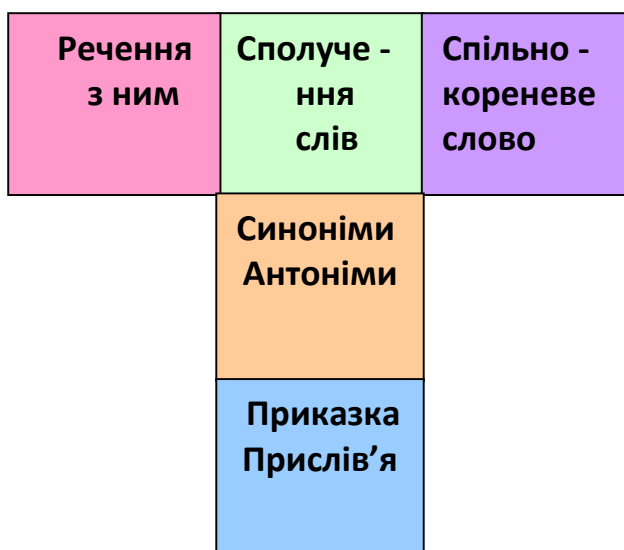 Речення
з ним
Сполуче -
ння
слів
Спільно -
кореневе
слово
Синоніми
Антоніми
Приказка
Прислів’я